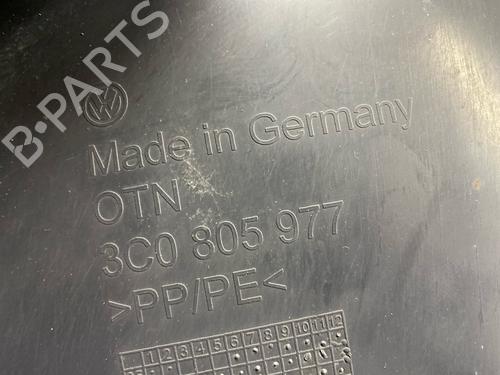 B-PARTS
Made in Germany
OTN
3C0 805 977
>PP/PE<
1 2 3 4 5 6 7 8 9 10 11 12